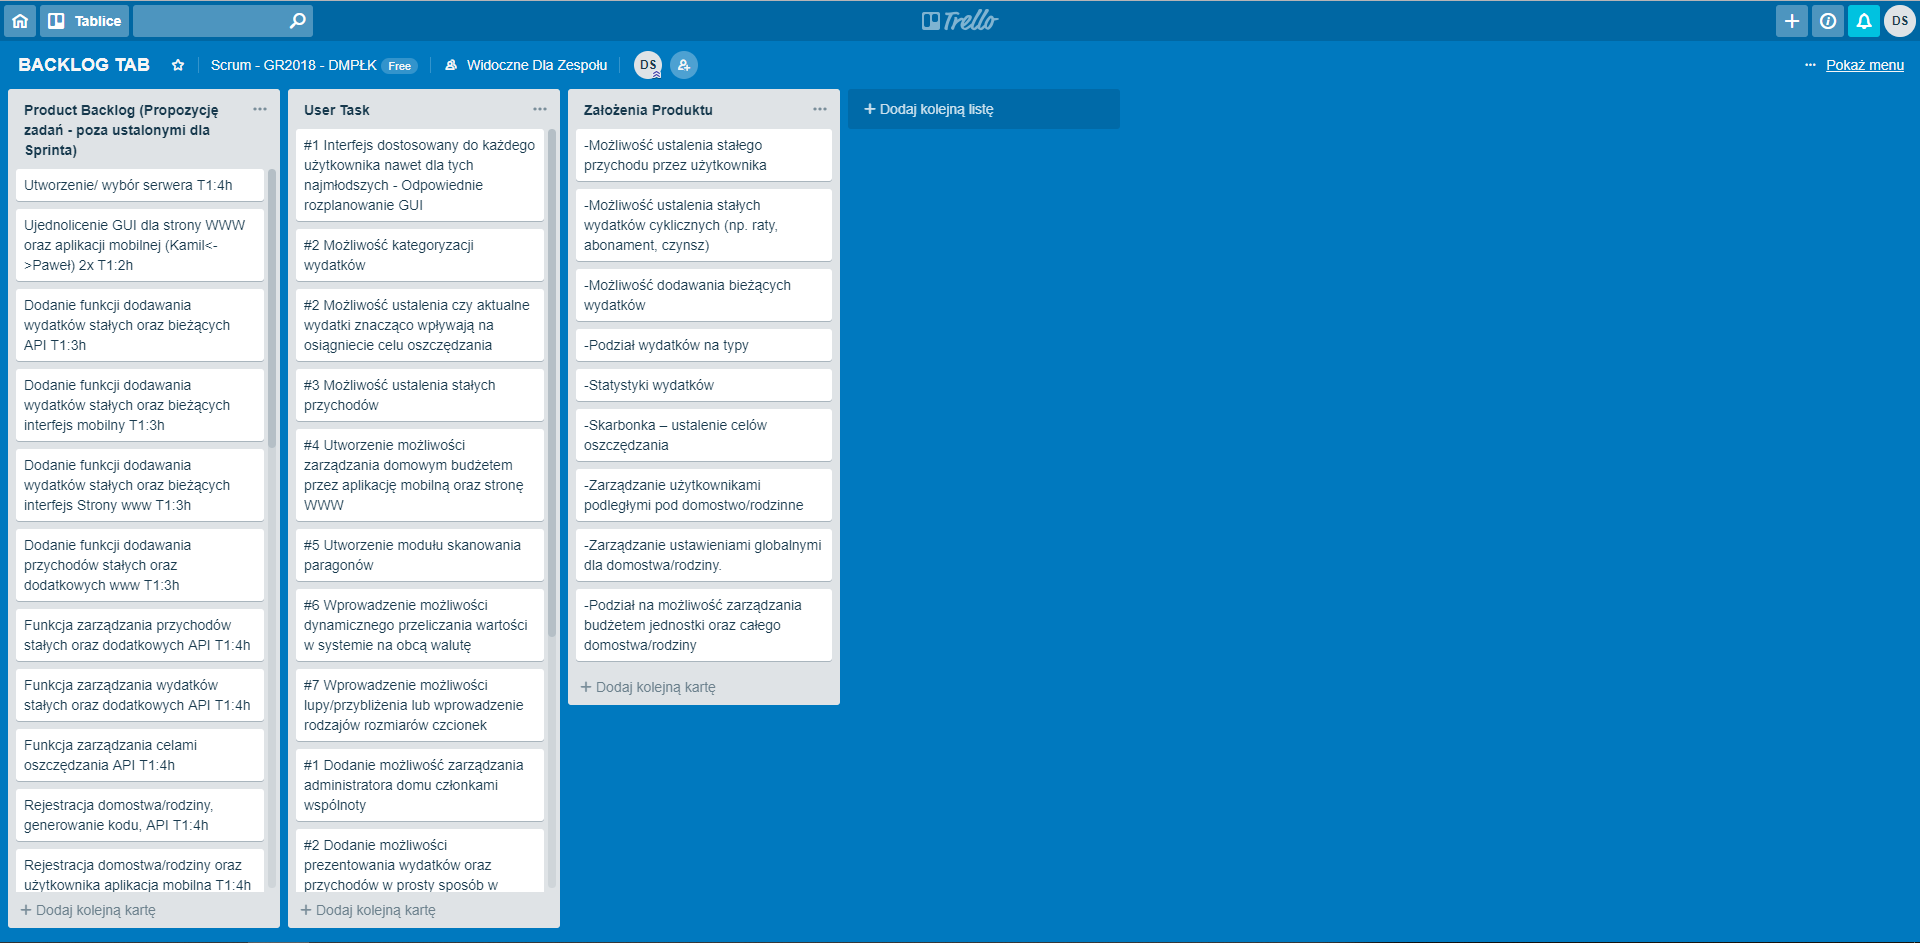 Tablice
Trello
DS
BACKLOG TAB
Scrum - GR2018 - DMPŁK Free
Widoczne Dla Zespołu
DS
Pokaż menu
Product Backlog (Propozycję
zadań - poza ustalonymi dla
Sprinta)
Utworzenie/ wybór serwera T1:4h
Ujednolicenie GUI dla strony WWW
oraz aplikacji mobilnej (Kamil<-
>Paweł) 2x T1:2h
Dodanie funkcji dodawania
wydatków stałych oraz bieżących
API T1:3h
Dodanie funkcji dodawania
wydatków stałych oraz bieżących
interfejs mobilny T1:3h
Dodanie funkcji dodawania
wydatków stałych oraz bieżących
interfejs Strony www T1:3h
Dodanie funkcji dodawania
przychodów stałych oraz
dodatkowych www T1:3h
Funkcja zarządzania przychodów
stałych oraz dodatkowych API T1:4h
Funkcja zarządzania wydatków
stałych oraz dodatkowych API T1:4h
Funkcja zarządzania celami
oszczędzania API T1:4h
Rejestracja domostwa/rodziny,
generowanie kodu, API T1:4h
Rejestracja domostwa/rodziny oraz
użytkownika aplikacja mobilna T1:4h
+ Dodaj kolejną kartę
User Task
#1 Interfejs dostosowany do każdego
użytkownika nawet dla tych
najmłodszych - Odpowiednie
rozplanowanie GUI
#2 Możliwość kategoryzacji
wydatków
#2 Możliwość ustalenia czy aktualne
wydatki znacząco wpływają na
osiągniecie celu oszczędzania
#3 Możliwość ustalenia stałych
przychodów
#4 Utworzenie możliwości
zarządzania domowym budżetem
przez aplikację mobilną oraz stronę
WWW
#5 Utworzenie modułu skanowania
paragonów
#6 Wprowadzenie możliwości
dynamicznego przeliczania wartości
w systemie na obcą walutę
#7 Wprowadzenie możliwości
lupy/przybliżenia lub wprowadzenie
rodzajów rozmiarów czcionek
#1 Dodanie możliwość zarządzania
administratora domu członkami
wspólnoty
#2 Dodanie możliwości
prezentowania wydatków oraz
przychodów w prosty sposób w
+ Dodaj kolejną kartę
Założenia Produktu
-Możliwość ustalenia stałego
przychodu przez użytkownika
-Możliwość ustalenia stałych
wydatków cyklicznych (np. raty,
abonament, czynsz)
-Możliwość dodawania bieżących
wydatków
-Podział wydatków na typy
-Statystyki wydatków
-Skarbonka – ustalenie celów
oszczędzania
-Zarządzanie użytkownikami
podległymi pod domostwo/rodzinne
-Zarządzanie ustawieniami globalnymi
dla domostwa/rodziny.
-Podział na możliwość zarządzania
budżetem jednostki oraz całego
domostwa/rodziny
+ Dodaj kolejną kartę
+ Dodaj kolejną listę